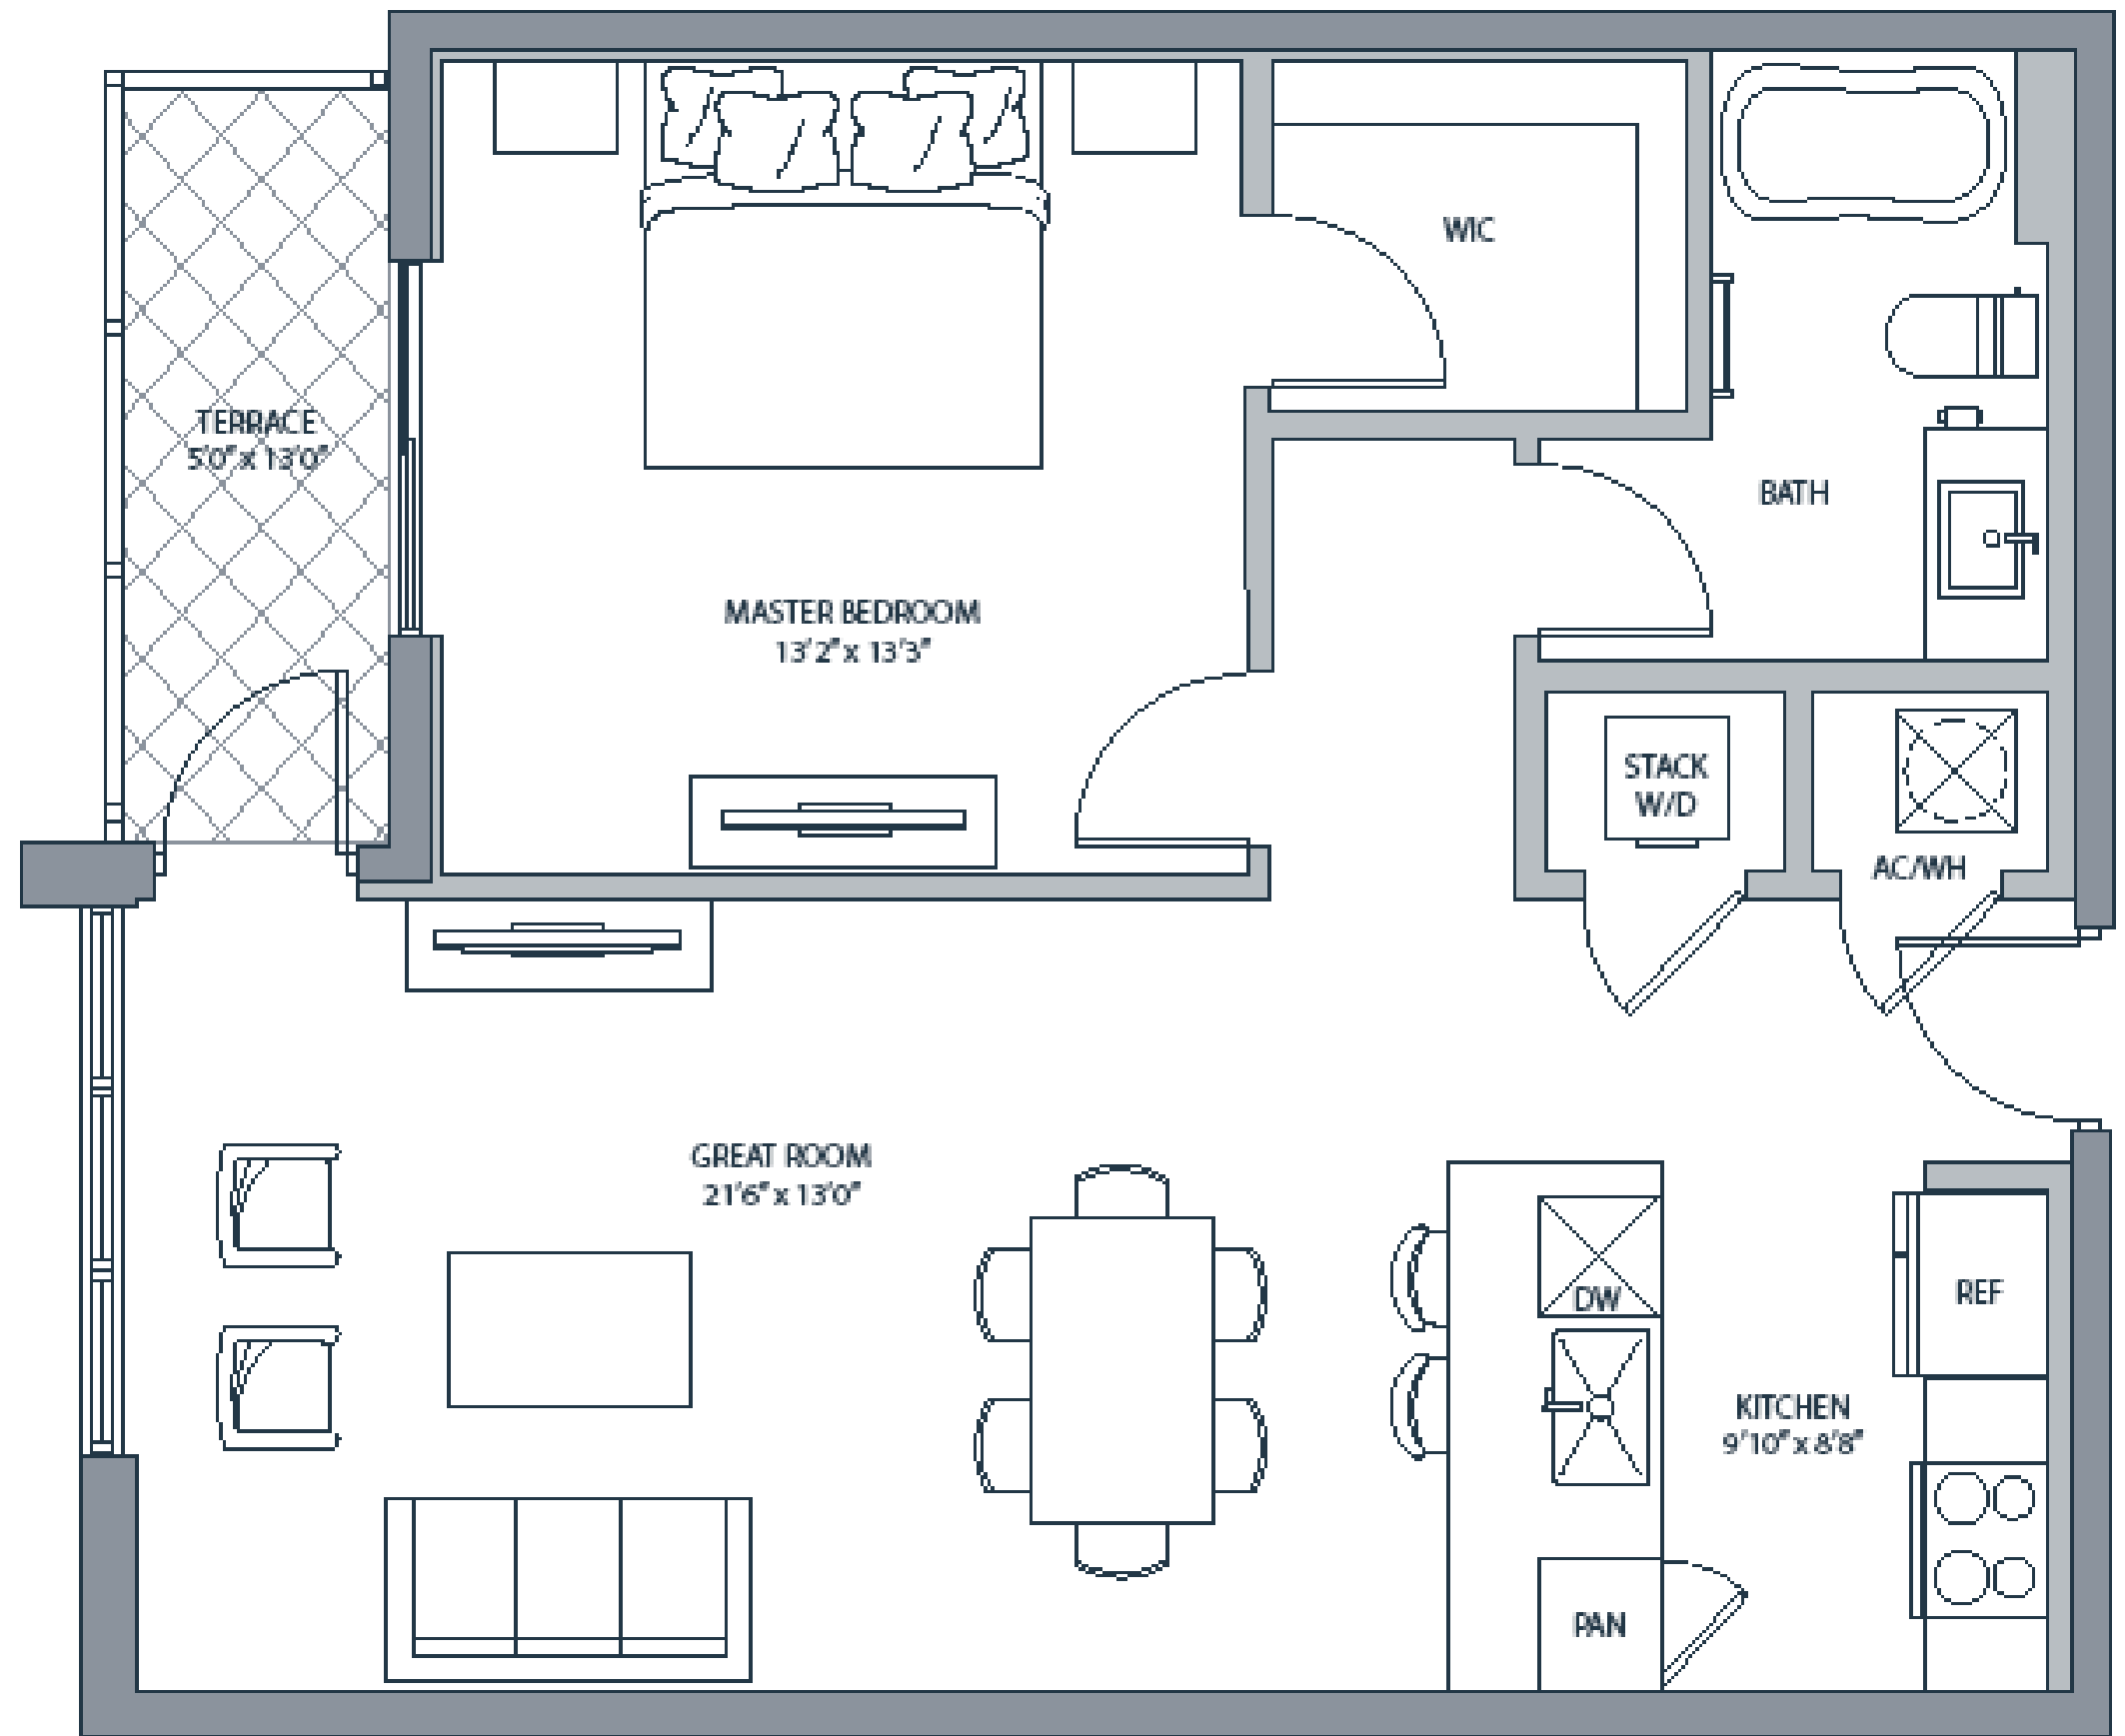 WIC
TERRACE
5'0" x 13'0"
BATH
MASTER BEDROOM
13'2" x 13'3"
STACK
W/D
AC/WH
GREAT ROOM
21'6" x 13'0"
DW
REF
KITCHEN
9'10" x 8'8"
PAN